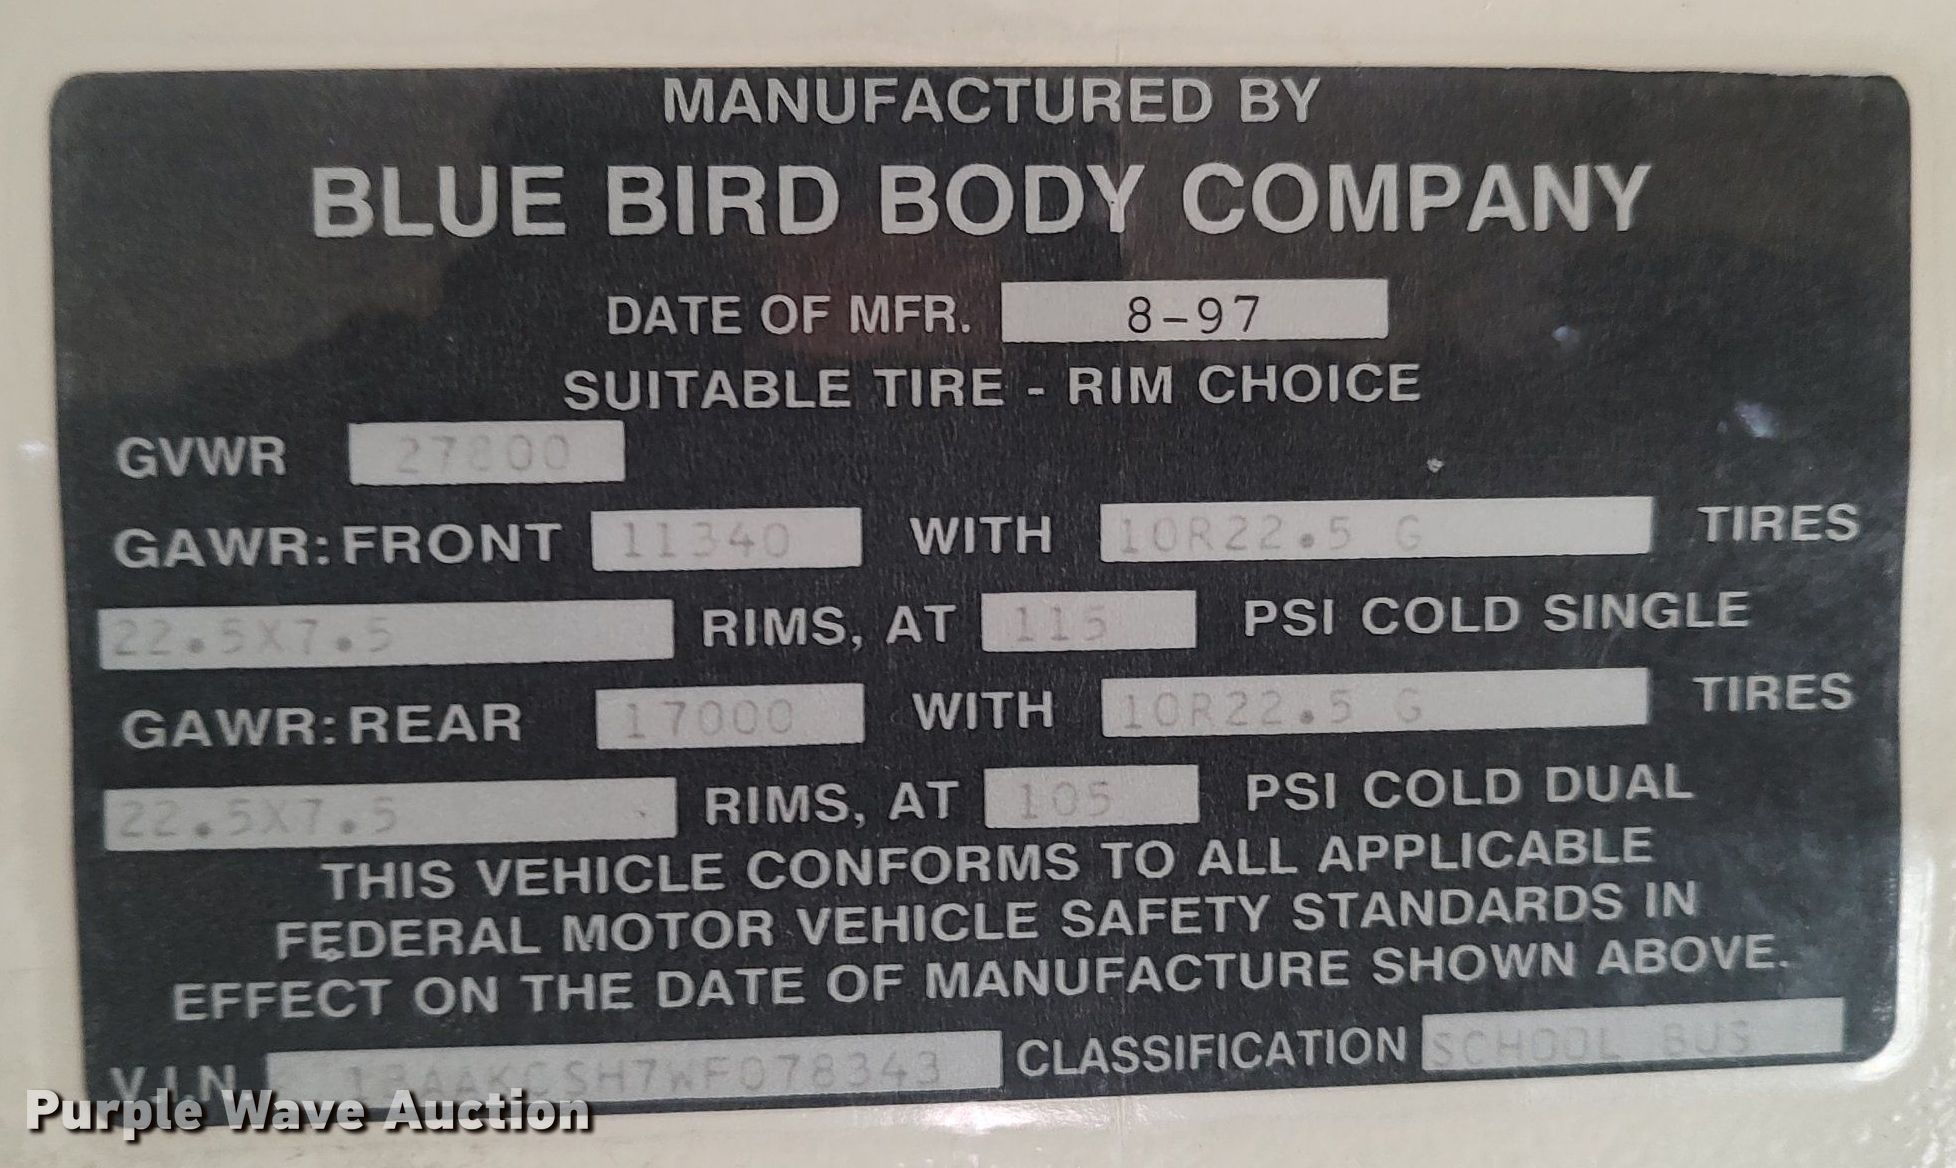 MANUFACTURED BY
BLUE BIRD BODY COMPANY
DATE OF MFR. 8-97
SUITABLE TIRE - RIM CHOICE
GVWR 27800
GAWR: FRONT 11340 WITH 10R22.5 G TIRES
22.5X7.5 RIMS, AT 115 PSI COLD SINGLE
GAWR: REAR 17000 WITH 10R22.5 G TIRES
22.5X7.5 RIMS, AT 105 PSI COLD DUAL
THIS VEHICLE CONFORMS TO ALL APPLICABLE
FEDERAL MOTOR VEHICLE SAFETY STANDARDS IN
EFFECT ON THE DATE OF MANUFACTURE SHOWN ABOVE.
V.I.N. CLASSIFICATION SCHOOL BUS
Purple Wave Auction